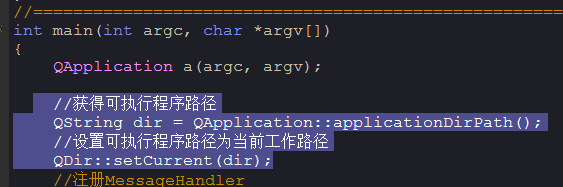 //=====================================================
int main(int argc, char *argv[])
{
QApplication a(argc, argv);
//获得可执行程序路径
QString dir = QApplication::applicationDirPath();
//设置可执行程序路径为当前工作路径
QDir::setCurrent(dir);
//注册MessageHandler